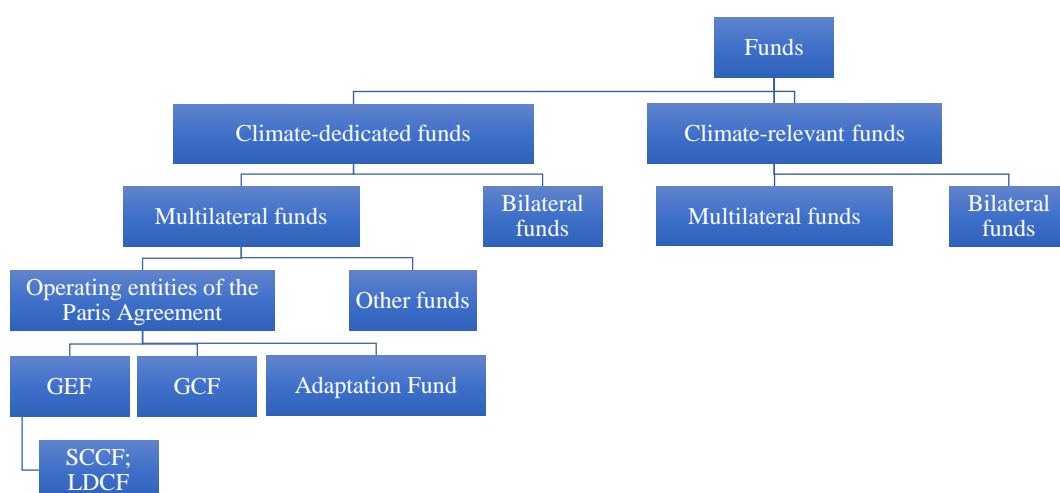 Funds
Climate-dedicated funds
Climate-relevant funds
Multilateral funds
Bilateral
funds
Multilateral funds
Bilateral
funds
Operating entities of the
Paris Agreement
Other funds
GEF
GCF
Adaptation Fund
SCCF;
LDCF